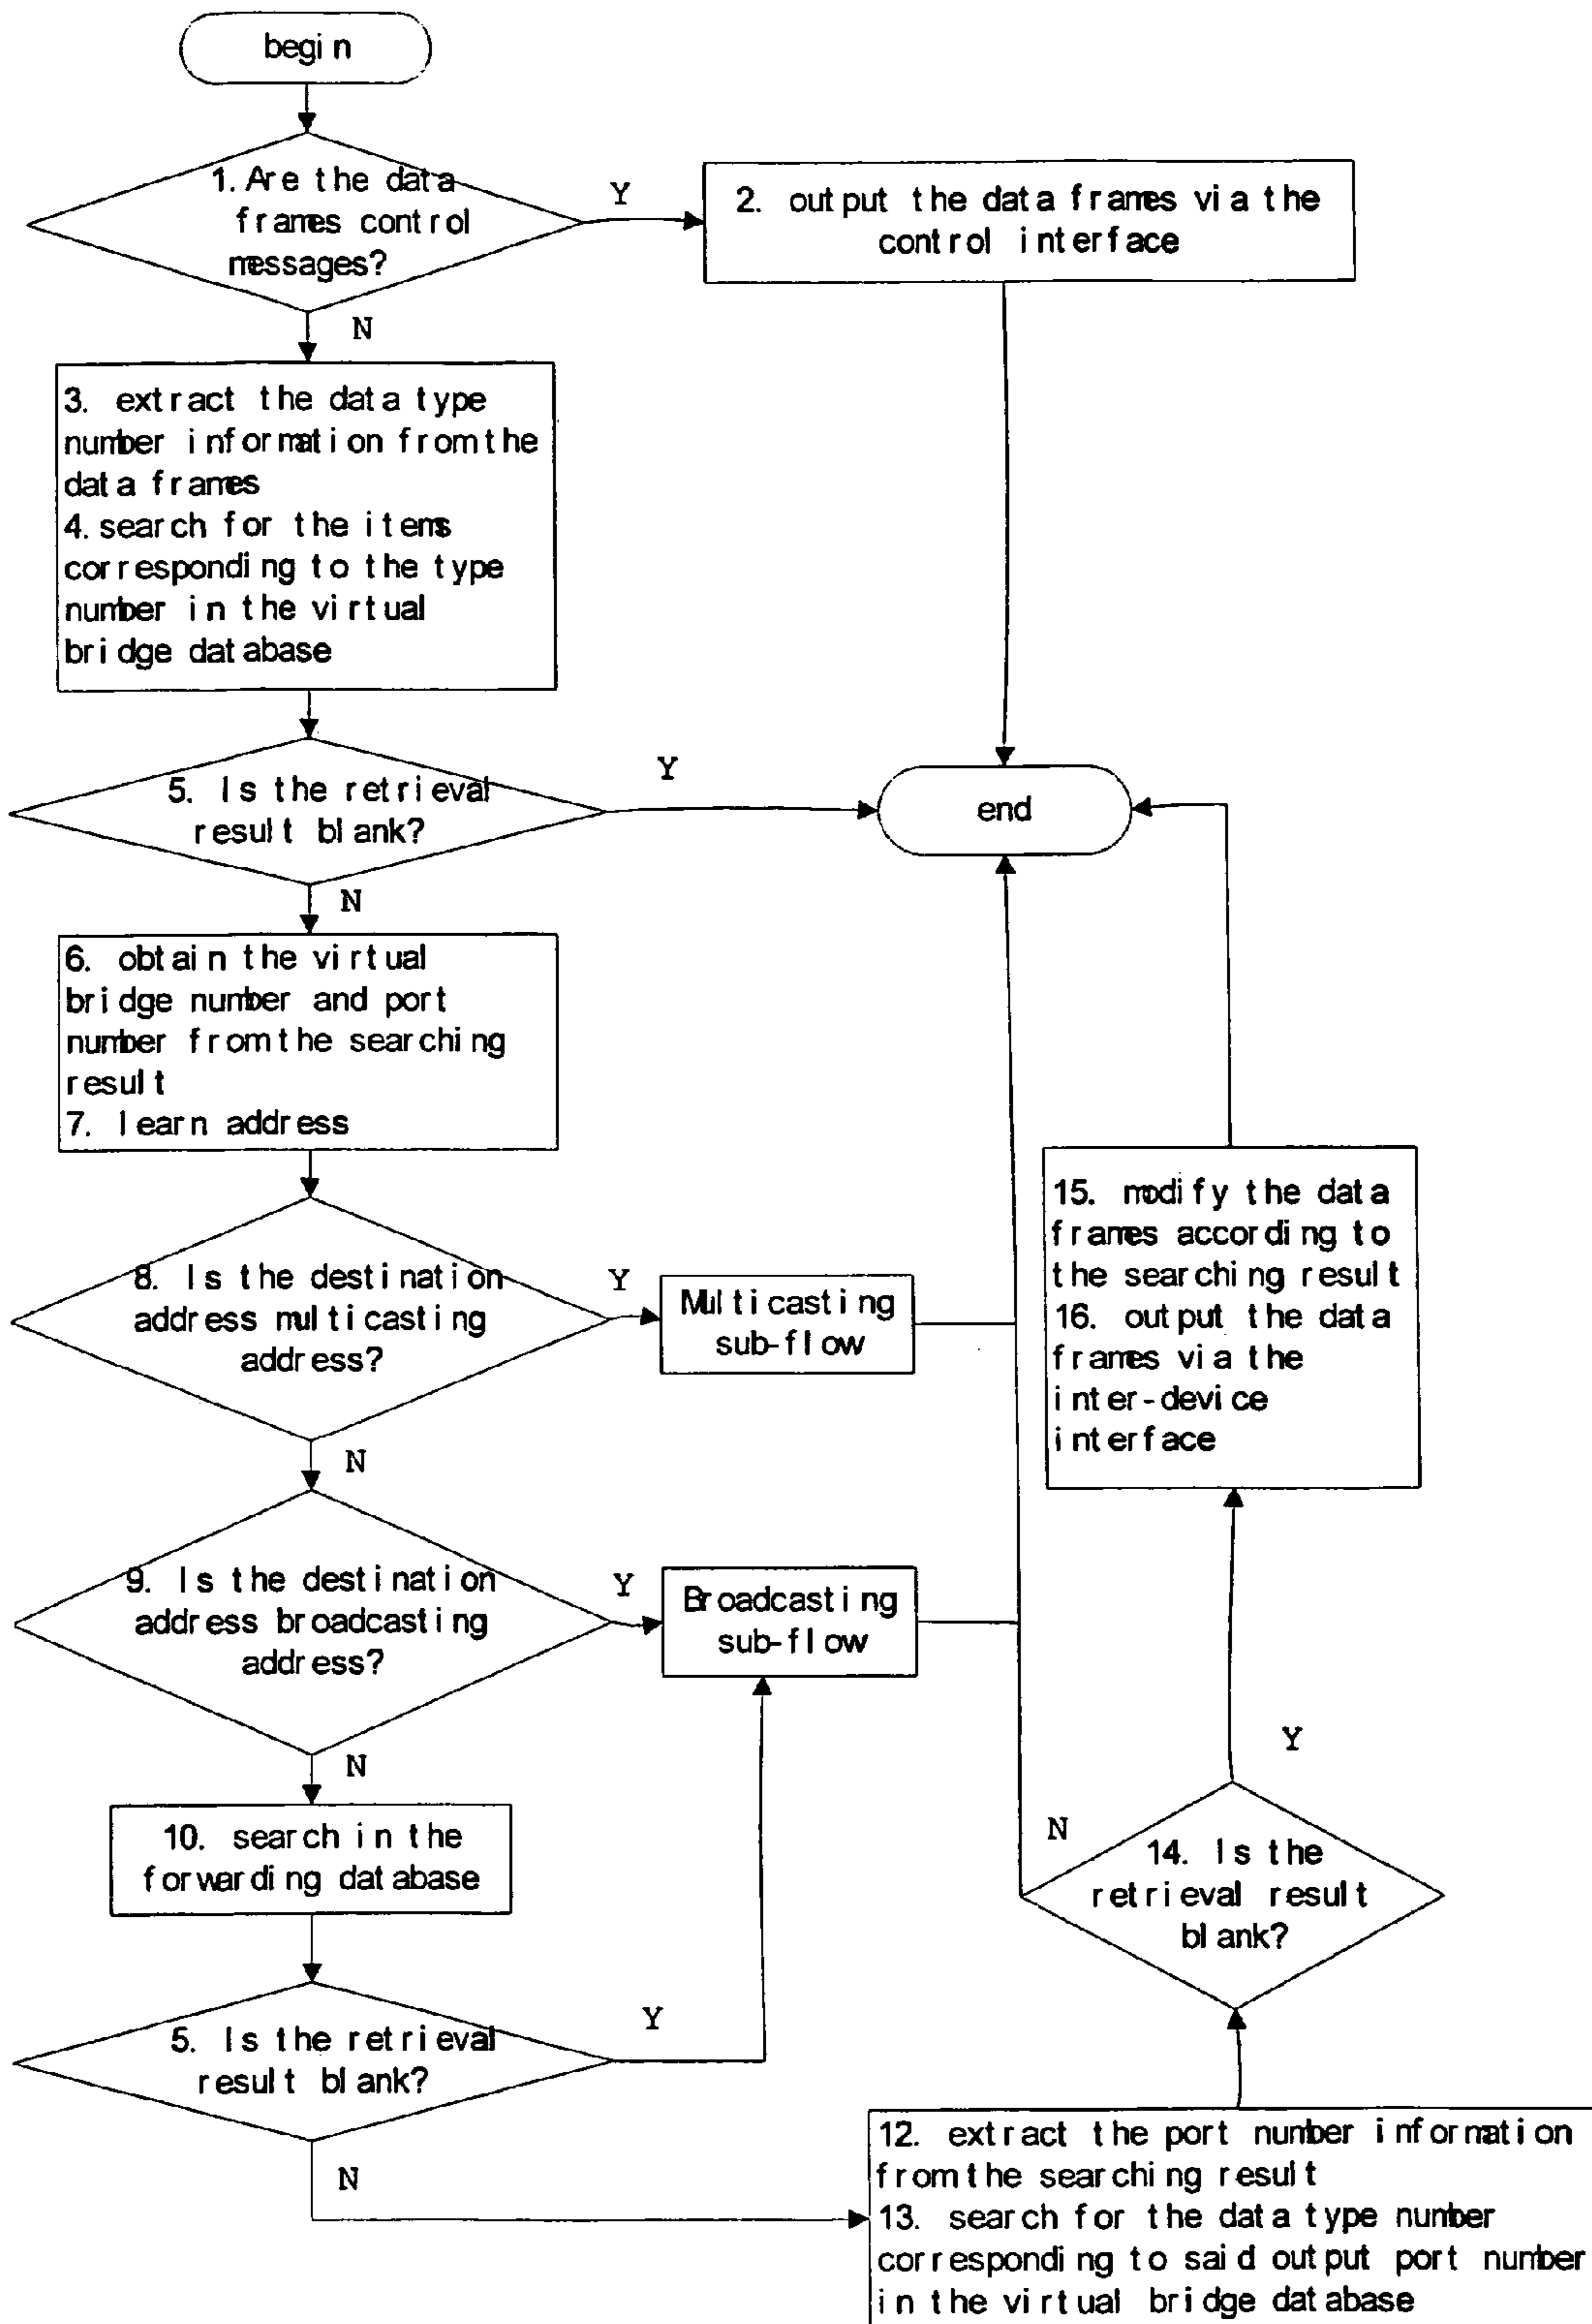 begin
1. Are the data
frames control
messages?
Y
2. output the data frames via the
control interface
N
3. extract the data type
number information from the
data frames
4. search for the items
corresponding to the type
number in the virtual
bridge database
5. Is the retrieval
result blank?
Y
end
N
6. obtain the virtual
bridge number and port
number from the searching
result
7. learn address
8. Is the destination
address multicasting
address?
Y
Multicasting
sub-flow
15. modify the data
frames according to
the searching result
16. output the data
frames via the
inter-device
interface
N
9. Is the destination
address broadcasting
address?
Y
Broadcasting
sub-flow
Y
N
10. search in the
forwarding database
N
14. Is the
retrieval result
blank?
5. Is the retrieval
result blank?
Y
N
12. extract the port number information
from the searching result
13. search for the data type number
corresponding to said output port number
in the virtual bridge database